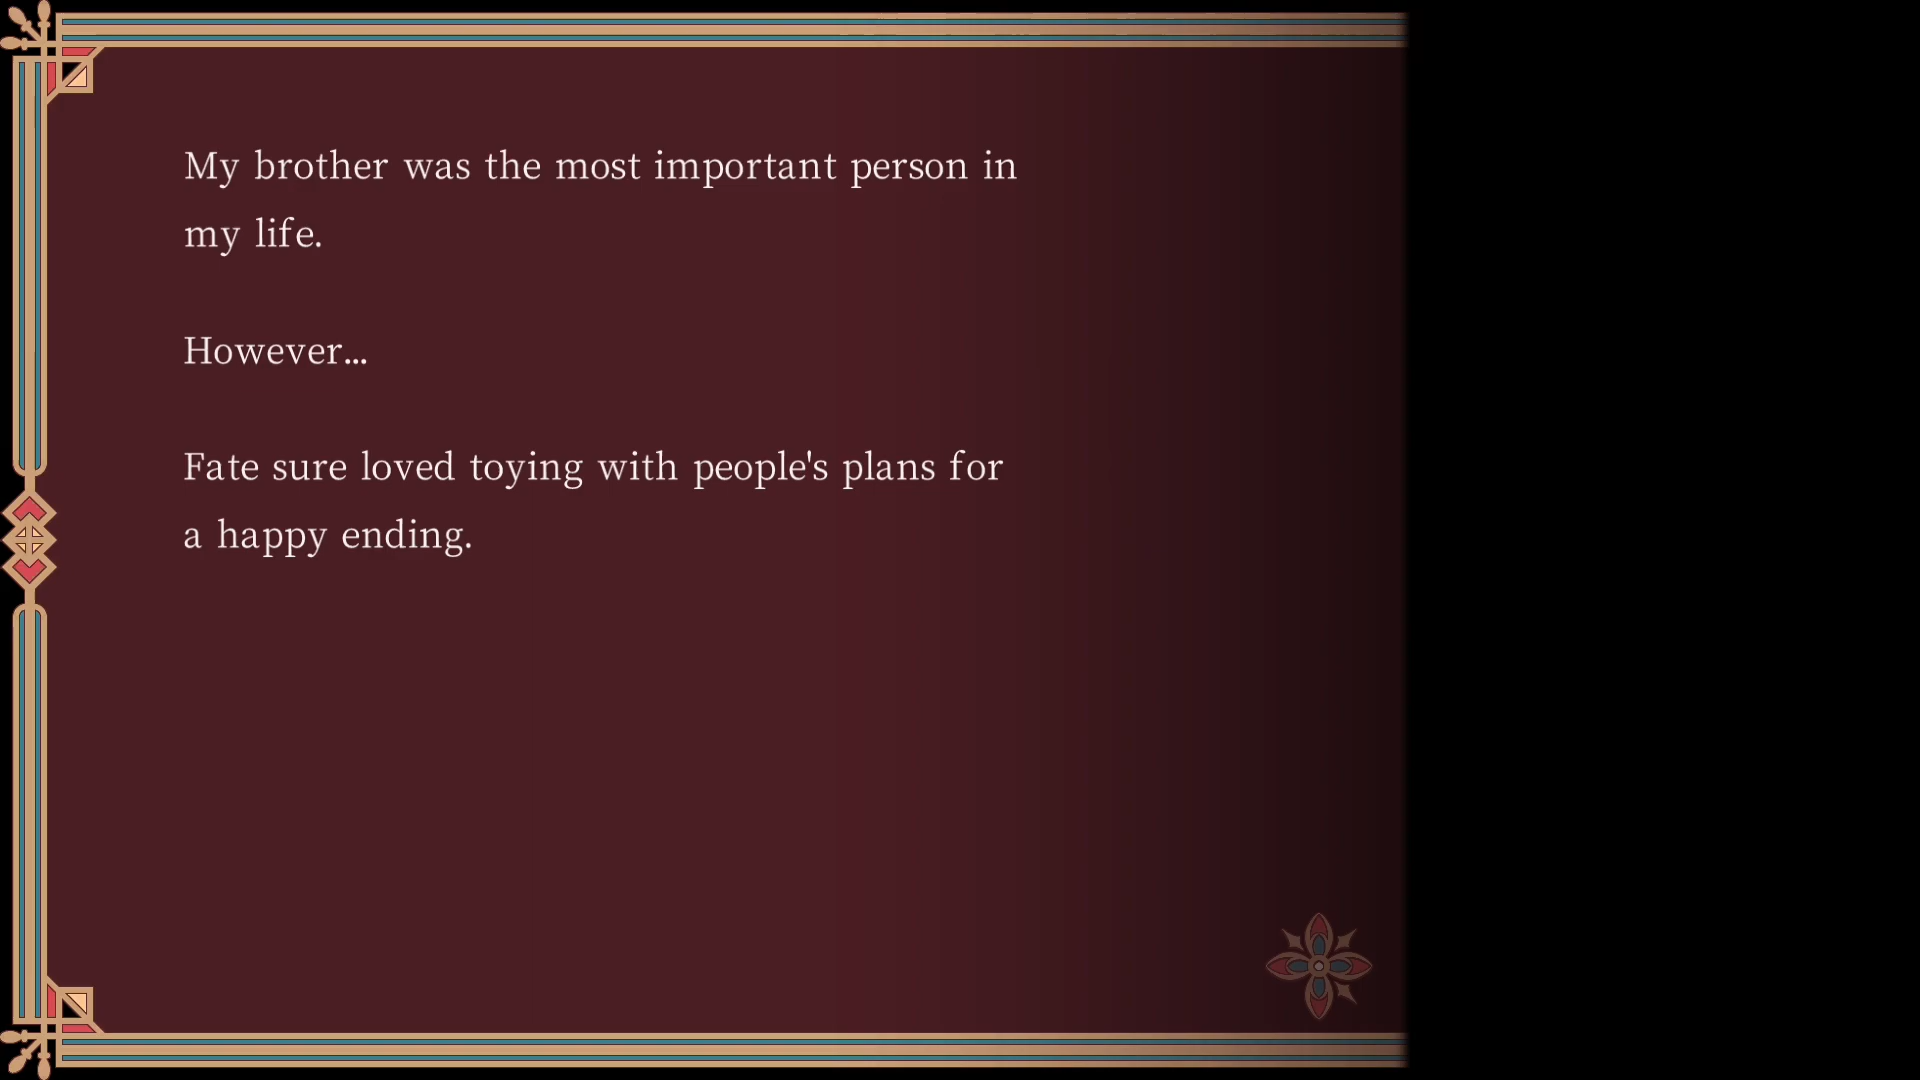 My brother was the most important person in
my life.
However...
Fate sure loved toying with people's plans for
a happy ending.